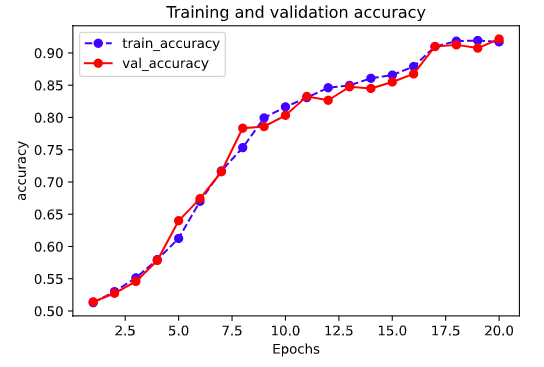 Training and validation accuracy
train_accuracy
val_accuracy
accuracy
0.90
0.85
0.80
0.75
0.70
0.65
0.60
0.55
0.50
2.5 5.0 7.5 10.0 12.5 15.0 17.5 20.0
Epochs